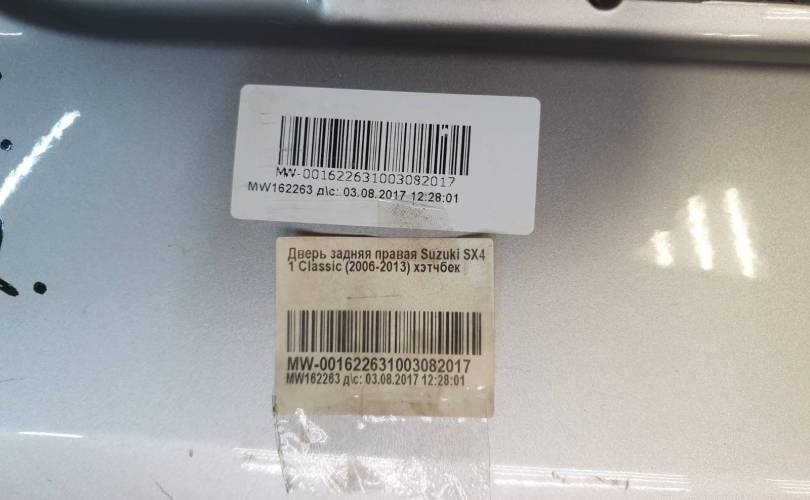 MW-001622631003082017
MW162263 д\с: 03.08.2017 12:28:01
Дверь задняя правая Suzuki SX4
1 Classic (2006-2013) хэтчбек
MW-001622631003082017
MW162263 д\с: 03.08.2017 12:28:01